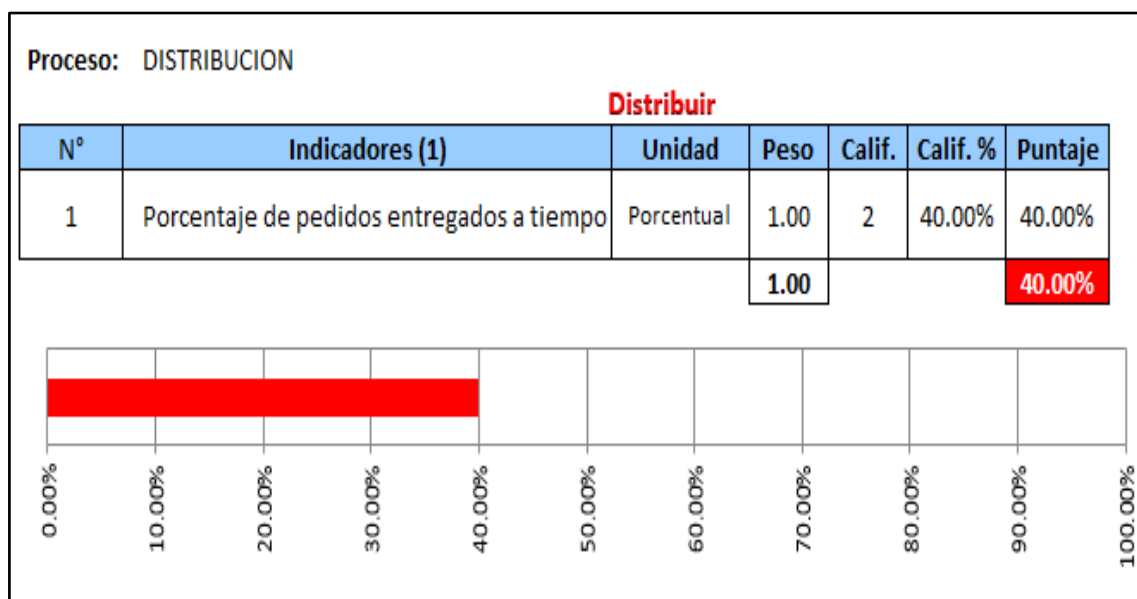 Proceso: DISTRIBUCION
Distribuir
N° Indicadores (1) Unidad Peso Calif. Calif. % Puntaje
1 Porcentaje de pedidos entregados a tiempo Porcentual 1.00 2 40.00% 40.00%
1.00 40.00%
0.00% 10.00% 20.00% 30.00% 40.00% 50.00% 60.00% 70.00% 80.00% 90.00% 100.00%